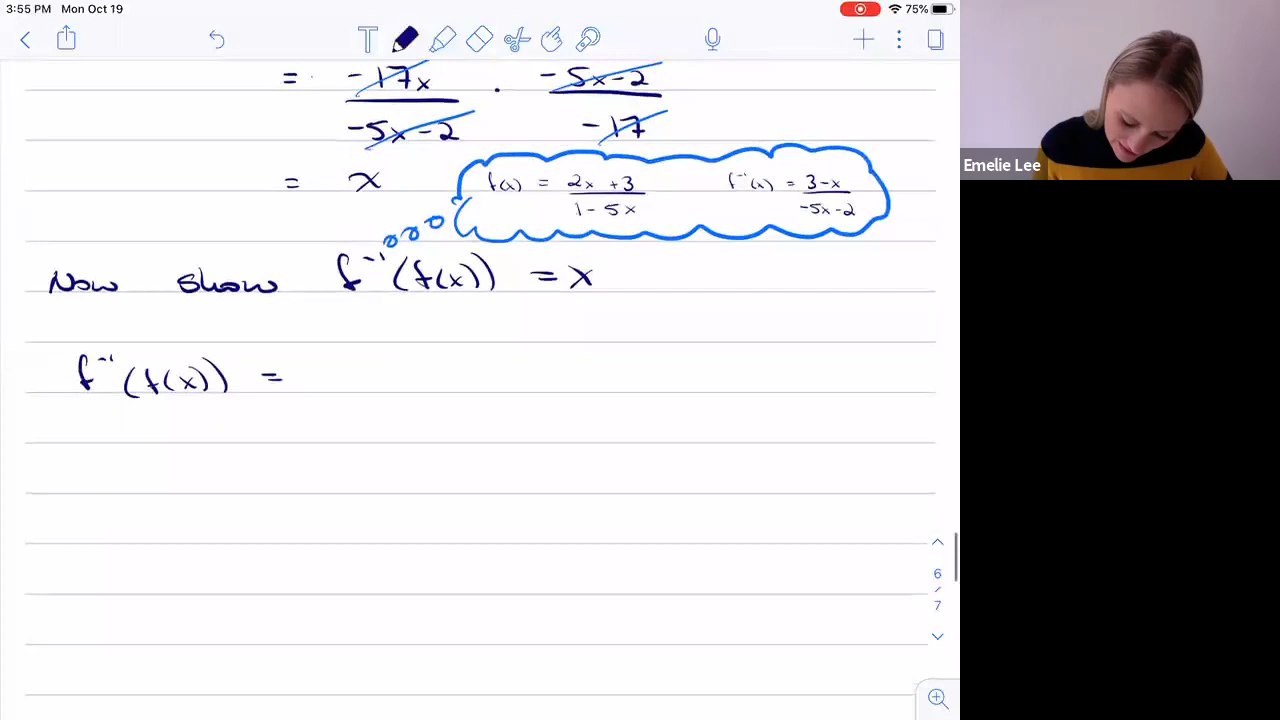 3:55 PM Mon Oct 19
75%
= -17x/-5x-2 · -5x-2/-17
= x
f(x) = 2x+3/1-5x f⁻¹(x) = 3-x/-5x-2
Now show f⁻¹(f(x)) = x
f⁻¹(f(x)) =
6
/
7
Emelie Lee